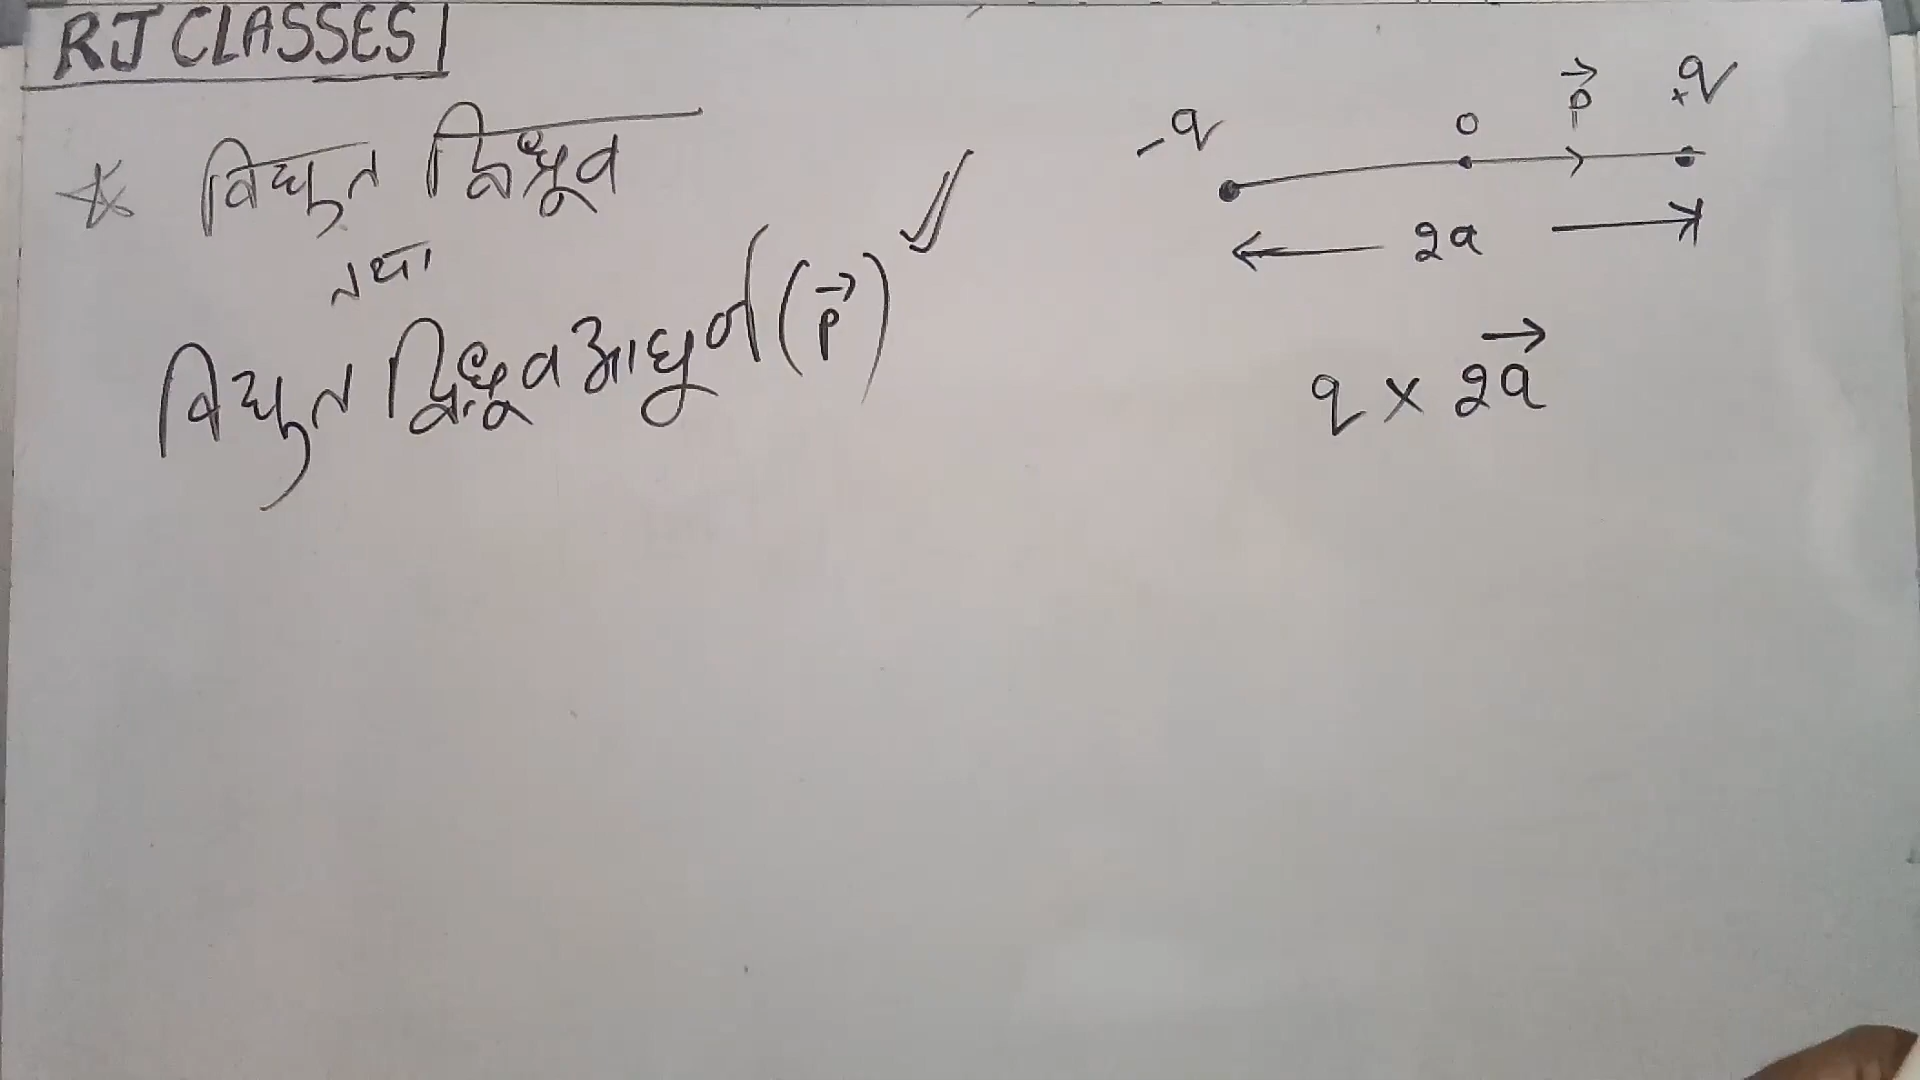 RJ CLASSES
विद्युत द्विध्रुव
तथा
विद्युत द्विध्रुव आघुर्ण (p⃗)
-q
o
p⃗
+q
2a
q × 2a⃗